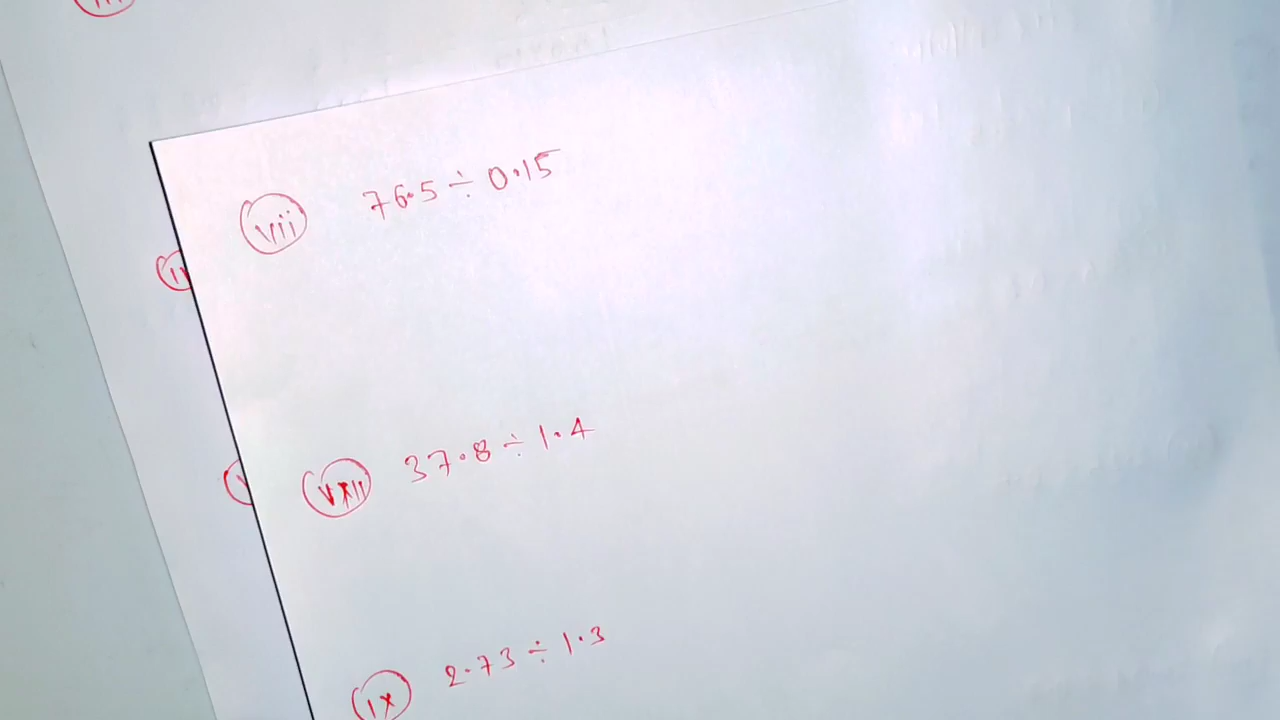 vii 76.5 ÷ 0.15
viii 37.8 ÷ 1.4
ix 2.73 ÷ 1.3